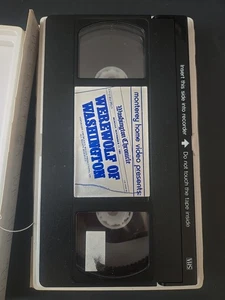 monterey home video presents:
WEREWOLF OF
WASHINGTON
Insert this side into recorder
Do not touch the tape inside
VHS